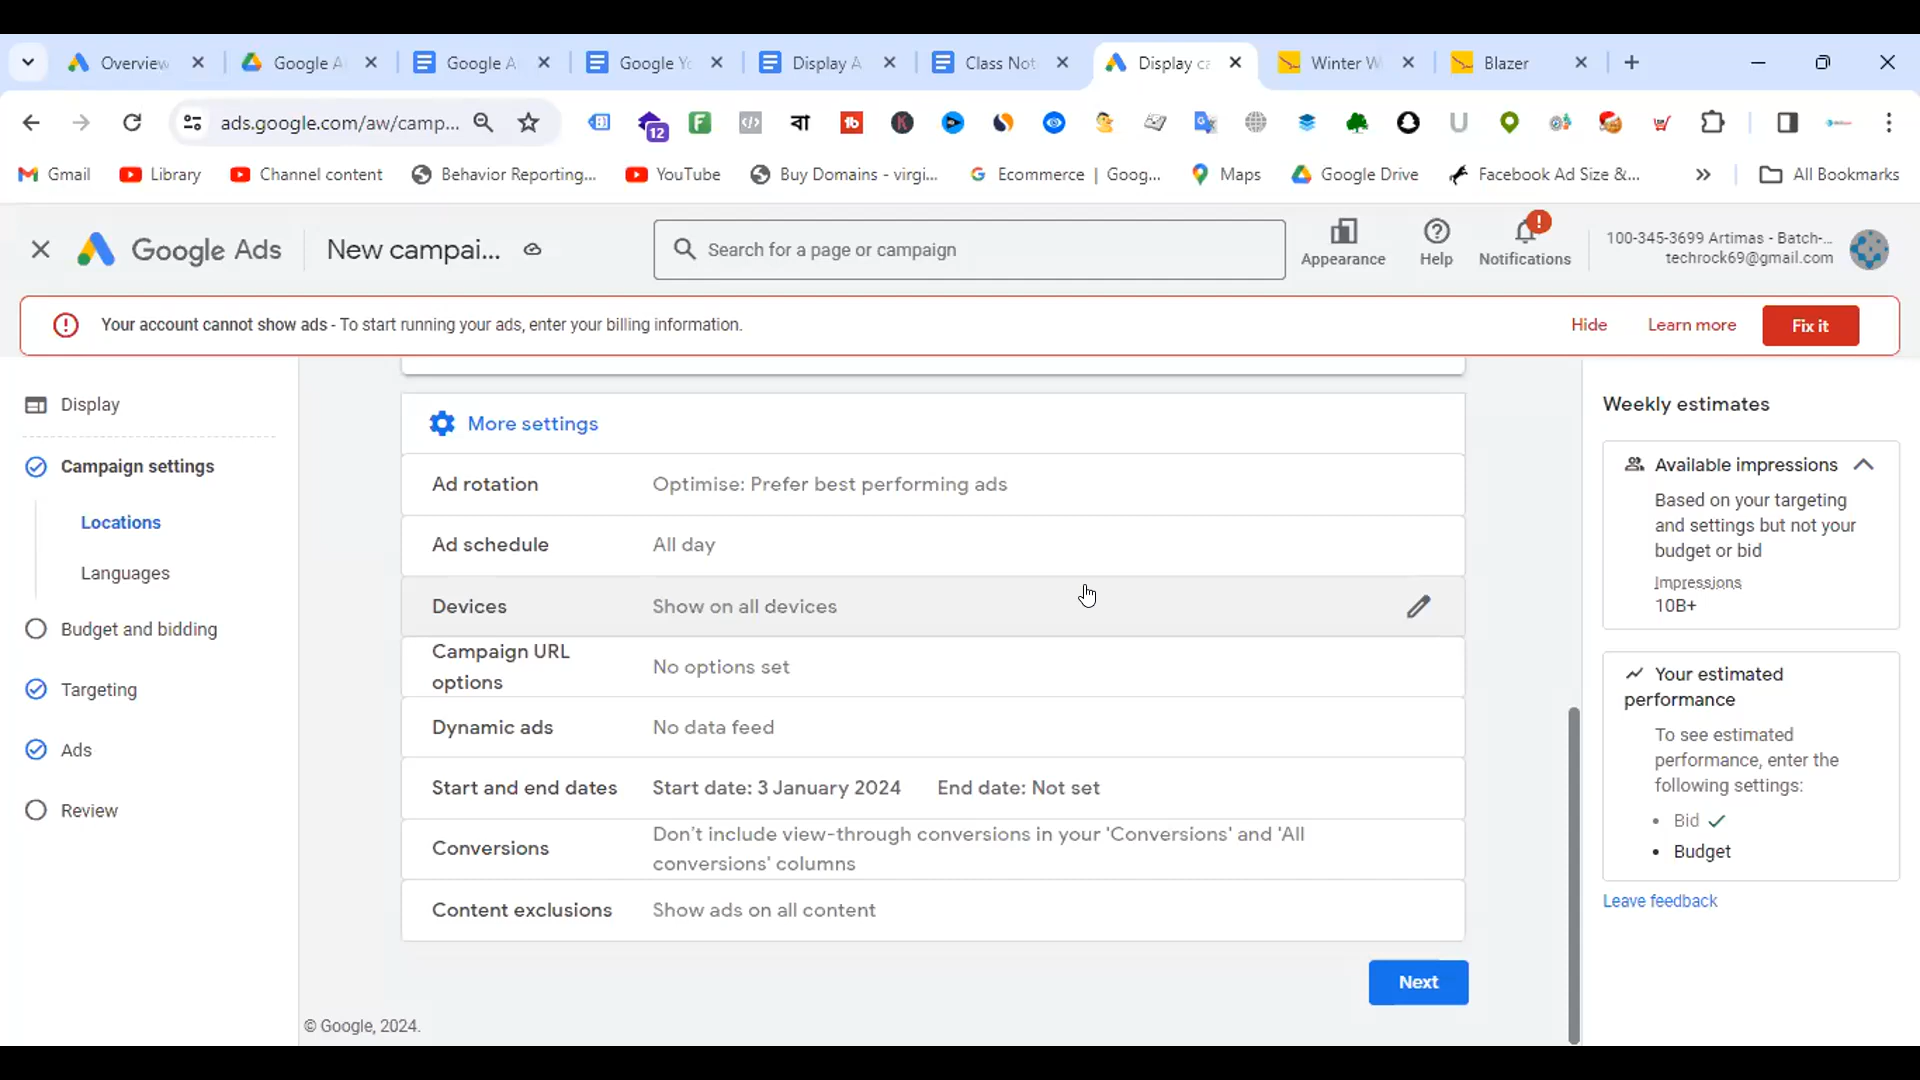 Overview
Google A
Google A
Google Yo
Display A
Class Not
Display ca
Winter W
Blazer
ads.google.com/aw/camp...
12
বা
Gmail
Library
Channel content
Behavior Reporting...
YouTube
Buy Domains - virgi...
Ecommerce | Goog...
Maps
Google Drive
Facebook Ad Size &...
All Bookmarks
Google Ads
New campai...
Search for a page or campaign
Appearance
Help
Notifications
100-345-3699 Artimas - Batch-...
techrock69@gmail.com
Your account cannot show ads - To start running your ads, enter your billing information.
Hide
Learn more
Fix it
Display
Campaign settings
Locations
Languages
Budget and bidding
Targeting
Ads
Review
More settings
Ad rotation
Optimise: Prefer best performing ads
Ad schedule
All day
Devices
Show on all devices
Campaign URL
options
No options set
Dynamic ads
No data feed
Start and end dates
Start date: 3 January 2024 End date: Not set
Conversions
Don't include view-through conversions in your 'Conversions' and 'All
conversions' columns
Content exclusions
Show ads on all content
Next
© Google, 2024.
Weekly estimates
Available impressions
Based on your targeting
and settings but not your
budget or bid
Impressions
10B+
Your estimated
performance
To see estimated
performance, enter the
following settings:
• Bid
• Budget
Leave feedback